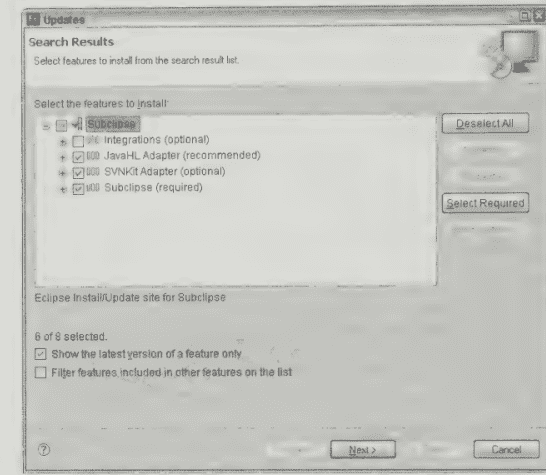 Updates
Search Results
Select features to install from the search result list.
Select the features to install:
Subclipse
Integrations (optional)
JavaHL Adapter (recommended)
SVNKit Adapter (optional)
Subclipse (required)
Deselect All
Select Required
Eclipse Install/Update site for Subclipse
6 of 8 selected.
Show the latest version of a feature only
Filter features included in other features on the list
Next >
Cancel